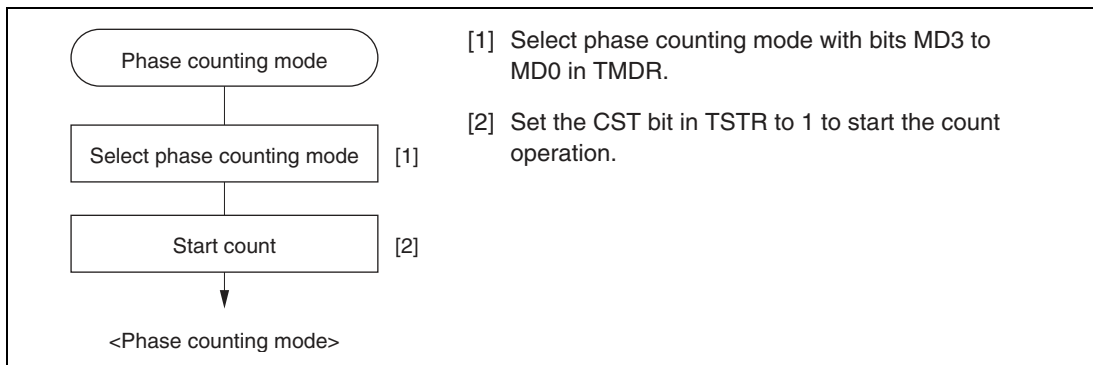 Phase counting mode
Select phase counting mode [1]
Start count [2]
<Phase counting mode>
[1] Select phase counting mode with bits MD3 to
MD0 in TMDR.
[2] Set the CST bit in TSTR to 1 to start the count
operation.